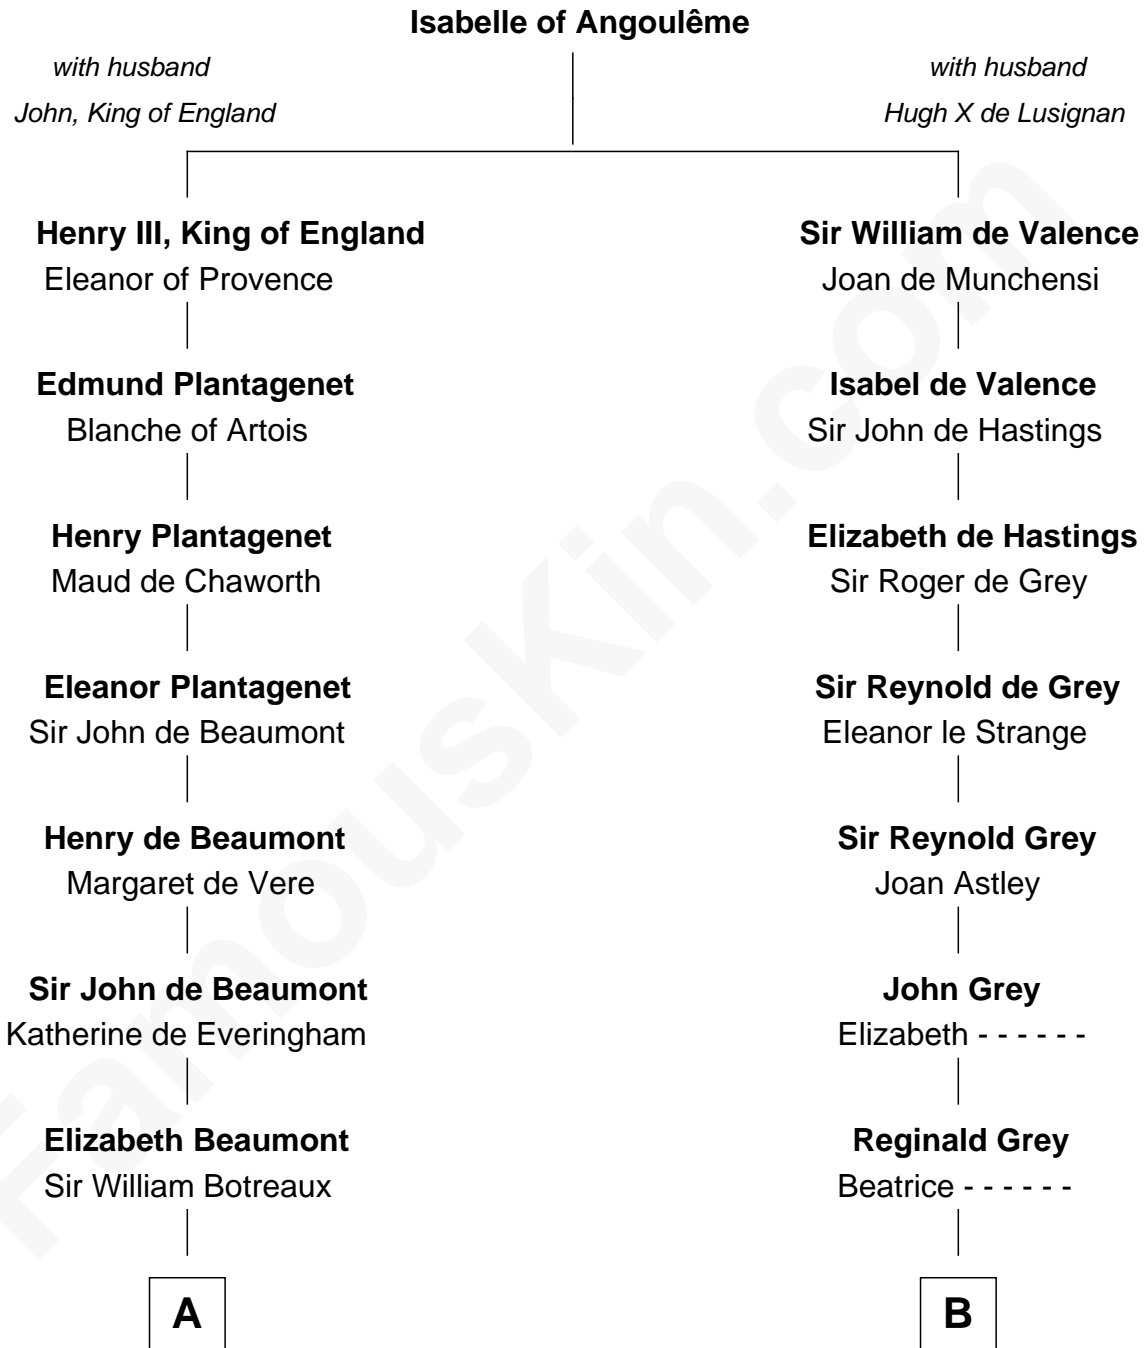 Isabelle of Angoulême
with husband
John, King of England
with husband
Hugh X de Lusignan
Henry III, King of England
Eleanor of Provence
Sir William de Valence
Joan de Munchensi
Edmund Plantagenet
Blanche of Artois
Isabel de Valence
Sir John de Hastings
Henry Plantagenet
Maud de Chaworth
Elizabeth de Hastings
Sir Roger de Grey
Eleanor Plantagenet
Sir John de Beaumont
Sir Reynold de Grey
Eleanor le Strange
Henry de Beaumont
Margaret de Vere
Sir Reynold Grey
Joan Astley
Sir John de Beaumont
Katherine de Everingham
John Grey
Elizabeth - - - - - -
Elizabeth Beaumont
Sir William Botreaux
Reginald Grey
Beatrice - - - - - -
A
B
FamousKin.com